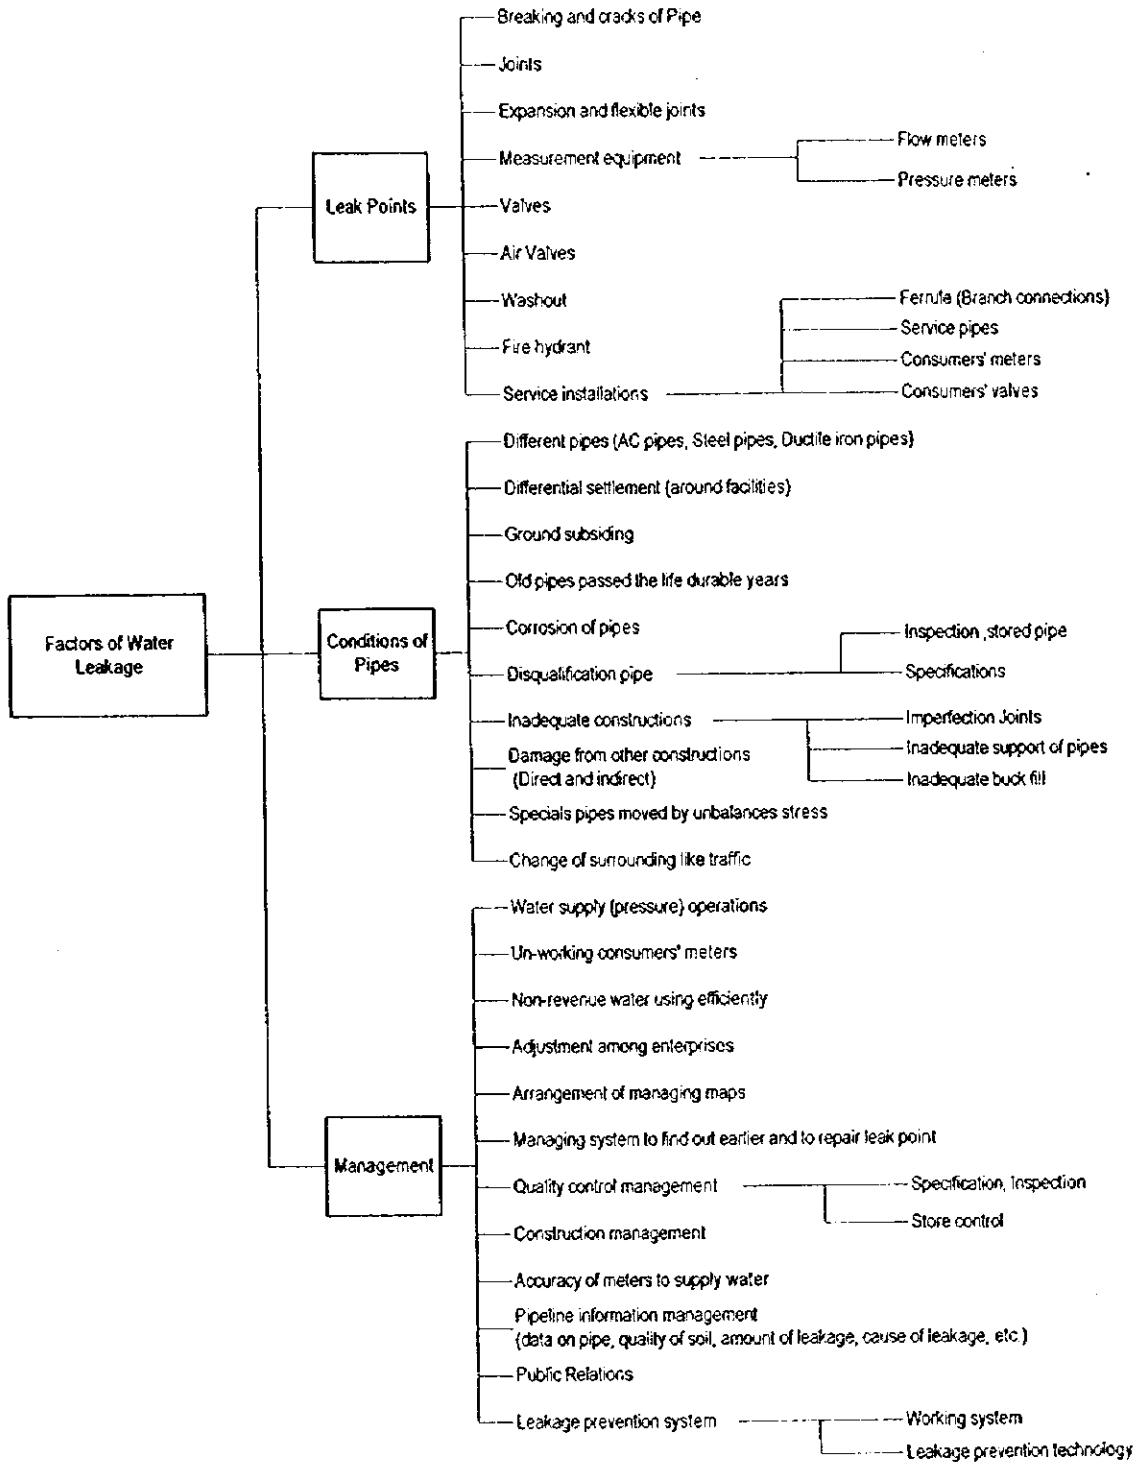 Factors of Water
Leakage
Leak Points
Breaking and cracks of Pipe
Joints
Expansion and flexible joints
Measurement equipment
Flow meters
Pressure meters
Valves
Air Valves
Washout
Fire hydrant
Service installations
Ferrule (Branch connections)
Service pipes
Consumers' meters
Consumers' valves
Conditions of
Pipes
Different pipes (AC pipes, Steel pipes, Ductile iron pipes)
Differential settlement (around facilities)
Ground subsiding
Old pipes passed the life durable years
Corrosion of pipes
Disqualification pipe
Inspection ,stored pipe
Specifications
Inadequate constructions
Imperfection Joints
Inadequate support of pipes
Inadequate buck fill
Damage from other constructions
(Direct and indirect)
Specials pipes moved by unbalances stress
Change of surrounding like traffic
Management
Water supply (pressure) operations
Un-working consumers' meters
Non-revenue water using efficiently
Adjustment among enterprises
Arrangement of managing maps
Managing system to find out earlier and to repair leak point
Quality control management
Specification, Inspection
Store control
Construction management
Accuracy of meters to supply water
Pipeline information management
(data on pipe, quality of soil, amount of leakage, cause of leakage, etc.)
Public Relations
Leakage prevention system
Working system
Leakage prevention technology